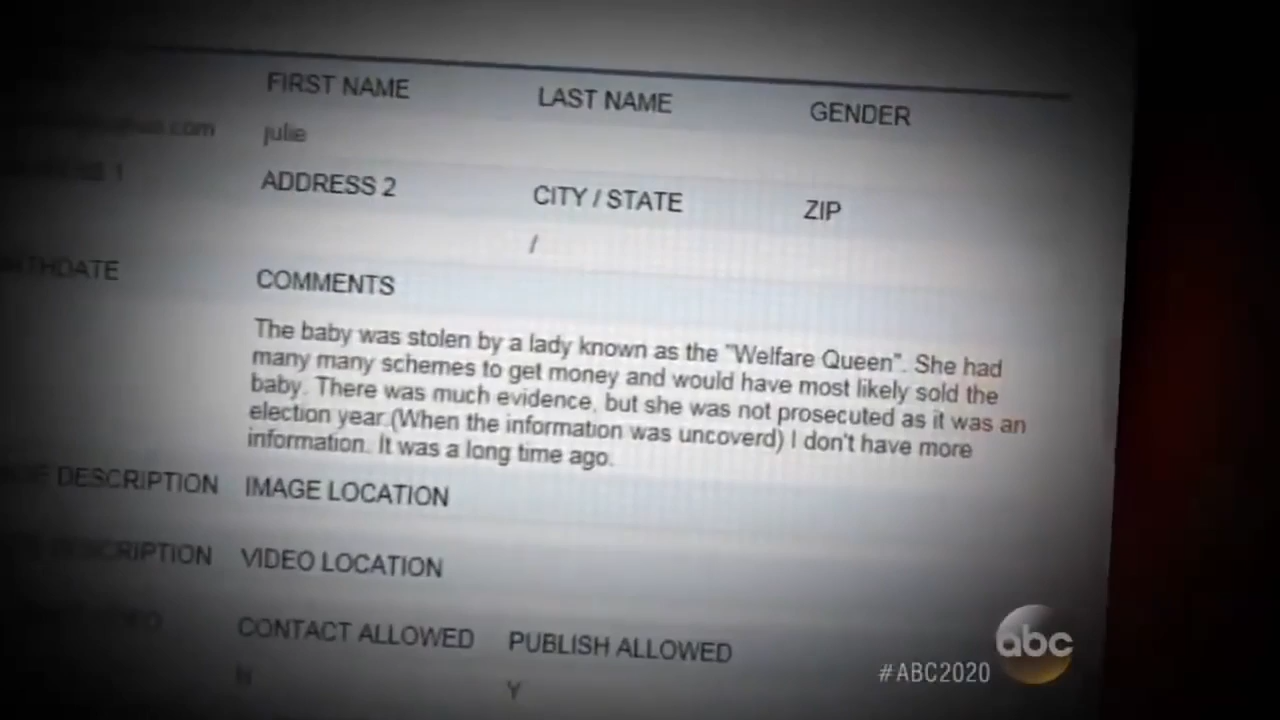 FIRST NAME LAST NAME GENDER
julie
ADDRESS 2 CITY / STATE ZIP
/
COMMENTS
The baby was stolen by a lady known as the "Welfare Queen". She had
many many schemes to get money and would have most likely sold the
baby. There was much evidence, but she was not prosecuted as it was an
election year.(When the information was uncoverd) I don't have more
information. It was a long time ago.
DESCRIPTION IMAGE LOCATION
VIDEO LOCATION
CONTACT ALLOWED PUBLISH ALLOWED
N Y
abc
#ABC2020